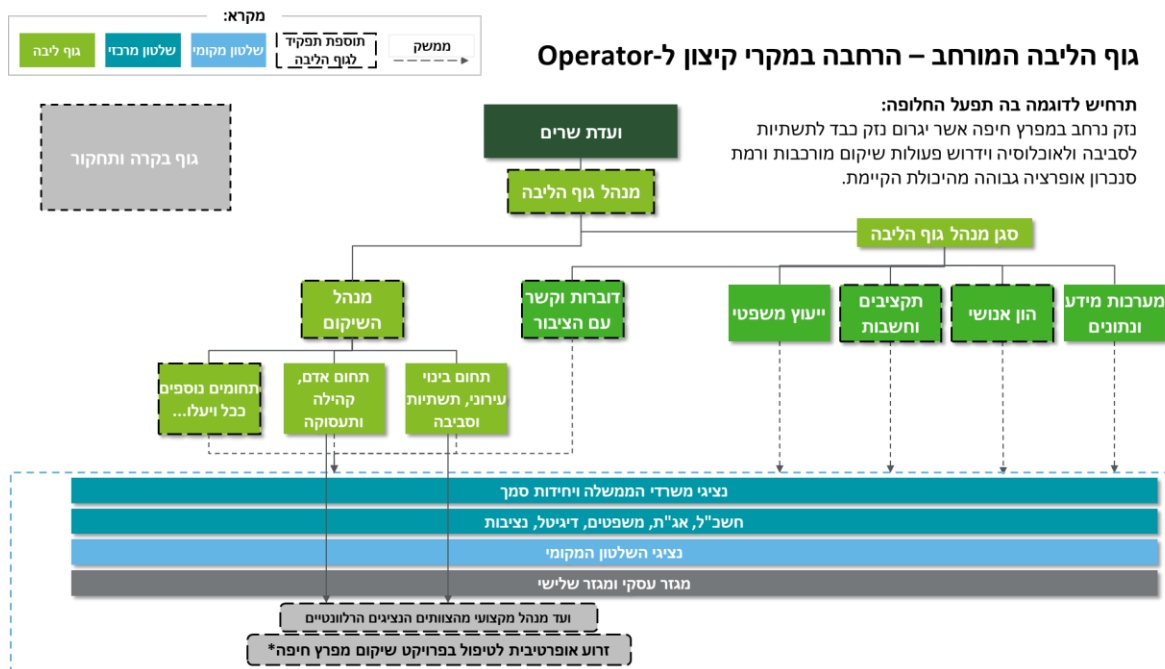 מקרא:
ממשק
תוספת תפקיד
לגוף הליבה
שלטון מקומי
שלטון מרכזי
גוף ליבה
גוף הליבה המורחב – הרחבה במקרי קיצון ל-Operator
תרחיש לדוגמה בה תפעל החלופה:
נזק נרחב במפרץ חיפה אשר יגרום נזק כבד לתשתיות
לסביבה ולאוכלוסיה וידרוש פעולות שיקום מורכבות ורמת
סנכרון אופרציה גבוהה מהיכולת הקיימת.
ועדת שרים
גוף בקרה ותחקור
מנהל גוף הליבה
סגן מנהל גוף הליבה
מערכות מידע
ונתונים
הון אנושי
תקציבים
וחשבות
ייעוץ משפטי
דוברות וקשר
עם הציבור
מנהל
השיקום
תחום בינוי
עירוני, תשתיות
וסביבה
תחום אדם,
קהילה
ותעסוקה
תחומים נוספים
ככל ויעלו...
נציגי משרדי הממשלה ויחידות סמך
חשכ"ל, אג"ת, משפטים, דיגיטל, נציבות
נציגי השלטון המקומי
מגזר עסקי ומגזר שלישי
ועד מנהל מקצועי מהצוותים הנציגים הרלוונטיים
זרוע אופרטיבית לטיפול בפרויקט שיקום מפרץ חיפה*